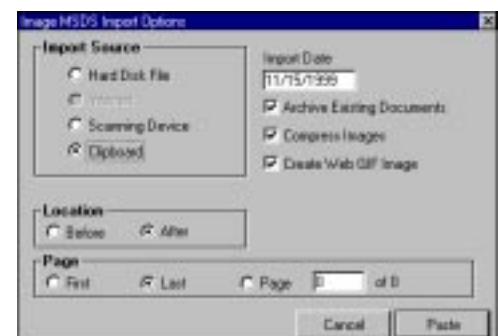 Image MSDS Import Options
Import Source
Hard Disk File
Internet
Scanning Device
Clipboard
Import Date
11/15/1999
Archive Existing Documents
Compress Images
Create Web GIF Image
Location
Before
After
Page
First
Last
Page
0
of 0
Cancel
Paste